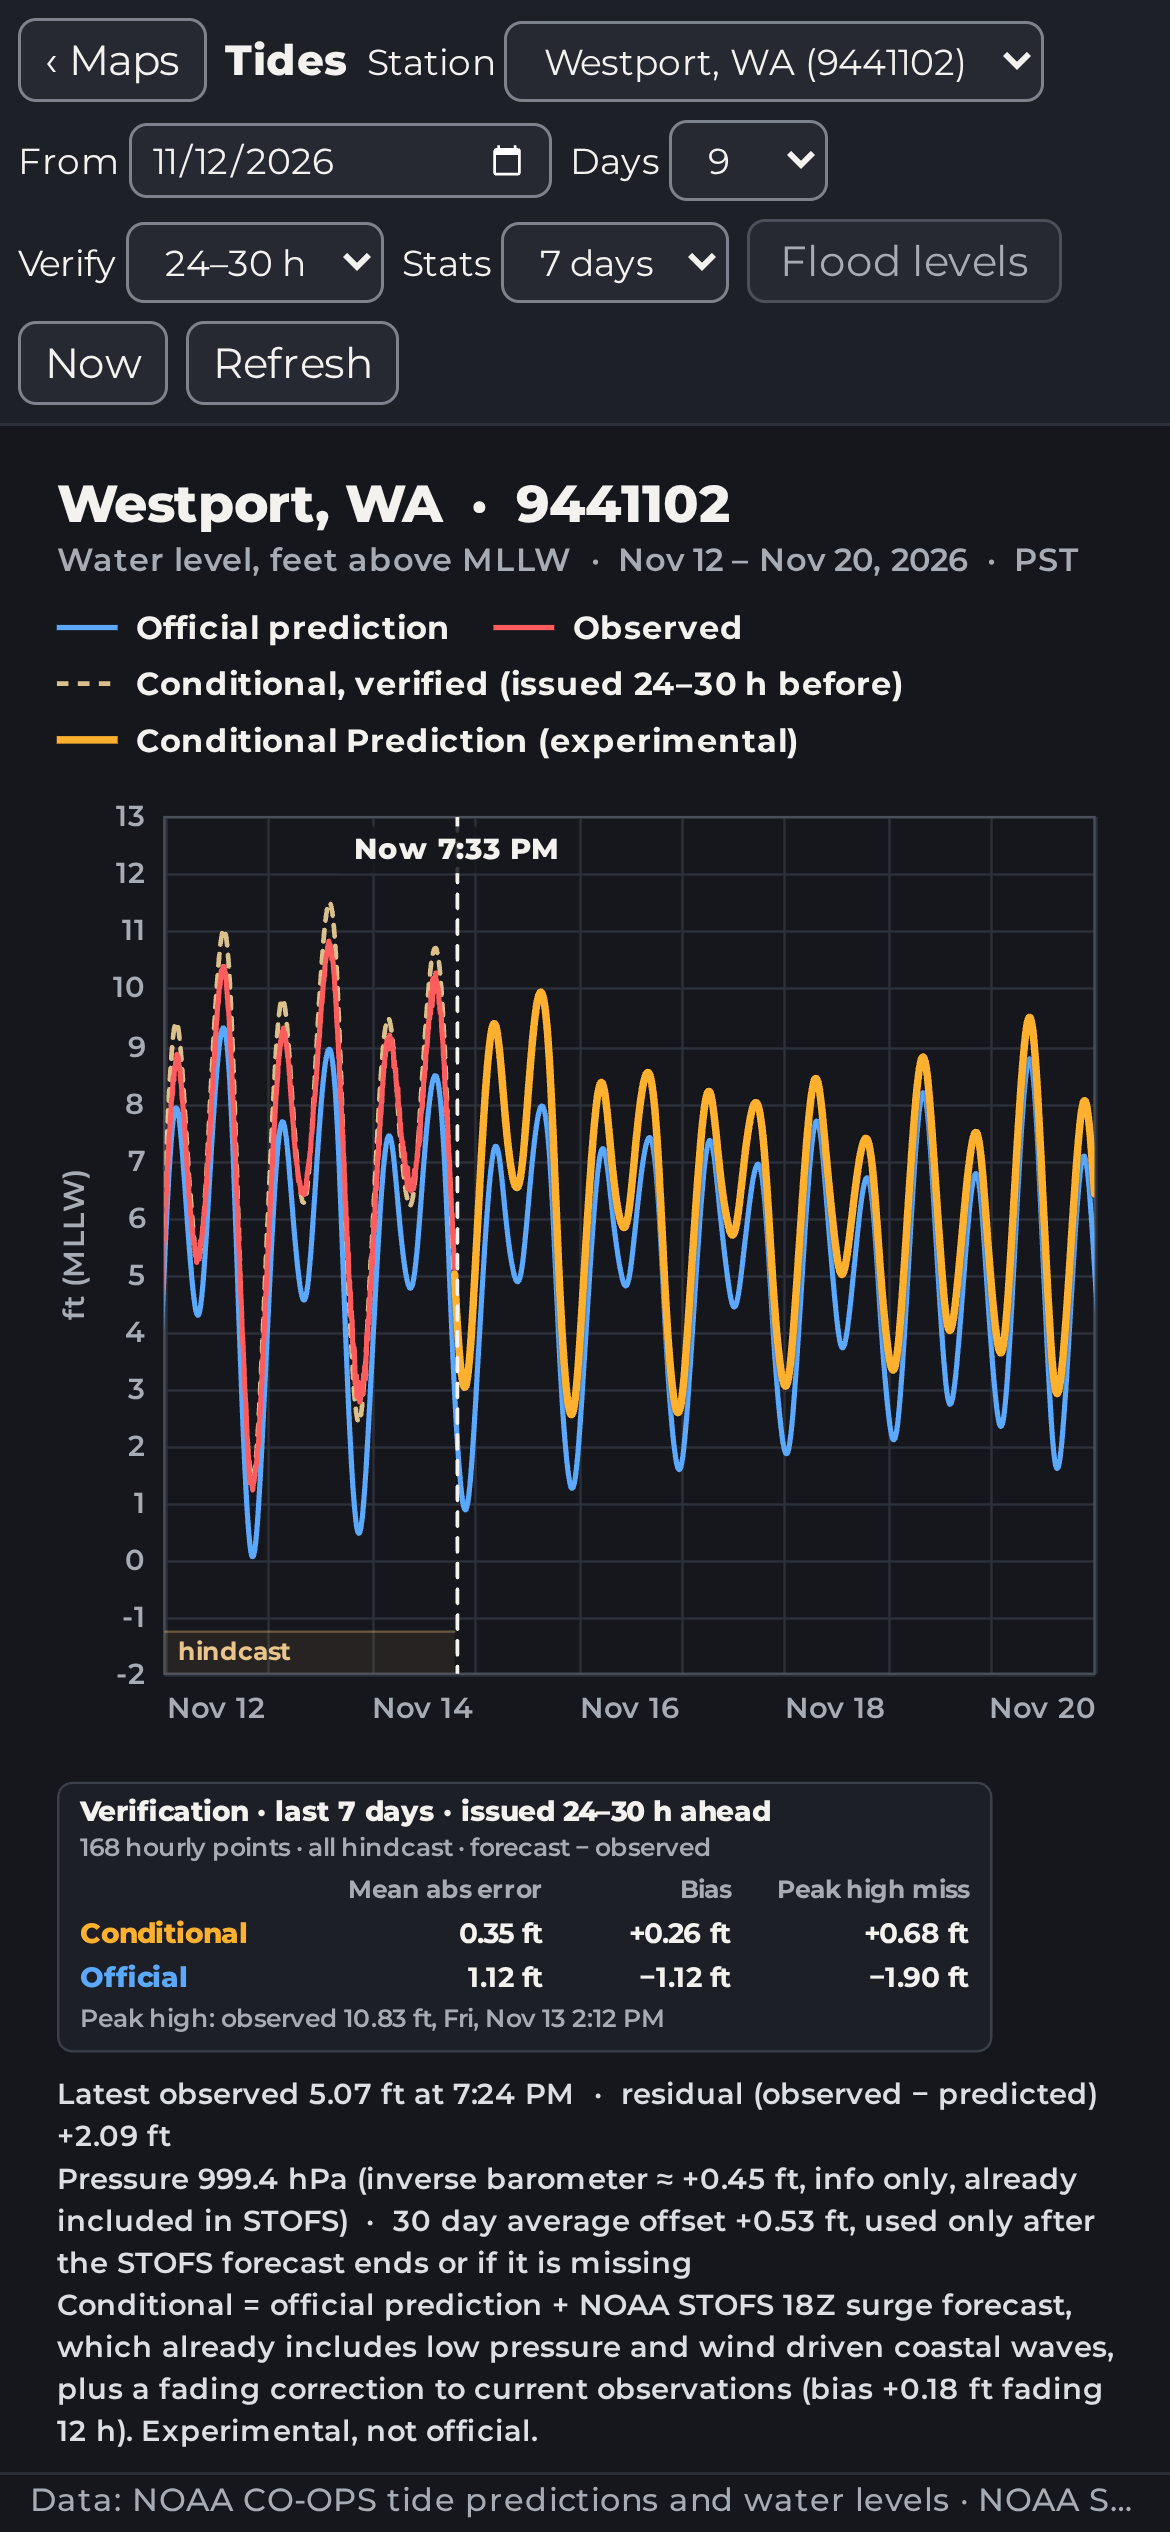 ‹ Maps Tides Station Westport, WA (9441102)
From 11/12/2026 Days 9
Verify 24–30 h Stats 7 days Flood levels
Now Refresh
Westport, WA · 9441102
Water level, feet above MLLW · Nov 12 – Nov 20, 2026 · PST
Official prediction Observed
Conditional, verified (issued 24–30 h before)
Conditional Prediction (experimental)
13
Now 7:33 PM
12
11
10
9
8
7
6
5
4
3
2
1
0
-1
-2
ft (MLLW)
hindcast
Nov 12 Nov 14 Nov 16 Nov 18 Nov 20
Verification · last 7 days · issued 24–30 h ahead
168 hourly points · all hindcast · forecast − observed
Mean abs error Bias Peak high miss
Conditional 0.35 ft +0.26 ft +0.68 ft
Official 1.12 ft −1.12 ft −1.90 ft
Peak high: observed 10.83 ft, Fri, Nov 13 2:12 PM
Latest observed 5.07 ft at 7:24 PM · residual (observed − predicted)
+2.09 ft
Pressure 999.4 hPa (inverse barometer ≈ +0.45 ft, info only, already
included in STOFS) · 30 day average offset +0.53 ft, used only after
the STOFS forecast ends or if it is missing
Conditional = official prediction + NOAA STOFS 18Z surge forecast,
which already includes low pressure and wind driven coastal waves,
plus a fading correction to current observations (bias +0.18 ft fading
12 h). Experimental, not official.
Data: NOAA CO-OPS tide predictions and water levels · NOAA S...